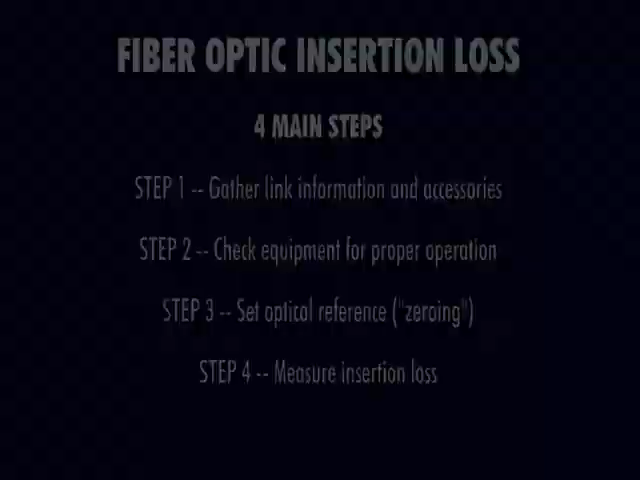 FIBER OPTIC INSERTION LOSS
4 MAIN STEPS
STEP 1 -- Gather link information and accessories
STEP 2 -- Check equipment for proper operation
STEP 3 -- Set optical reference ("zeroing")
STEP 4 -- Measure insertion loss